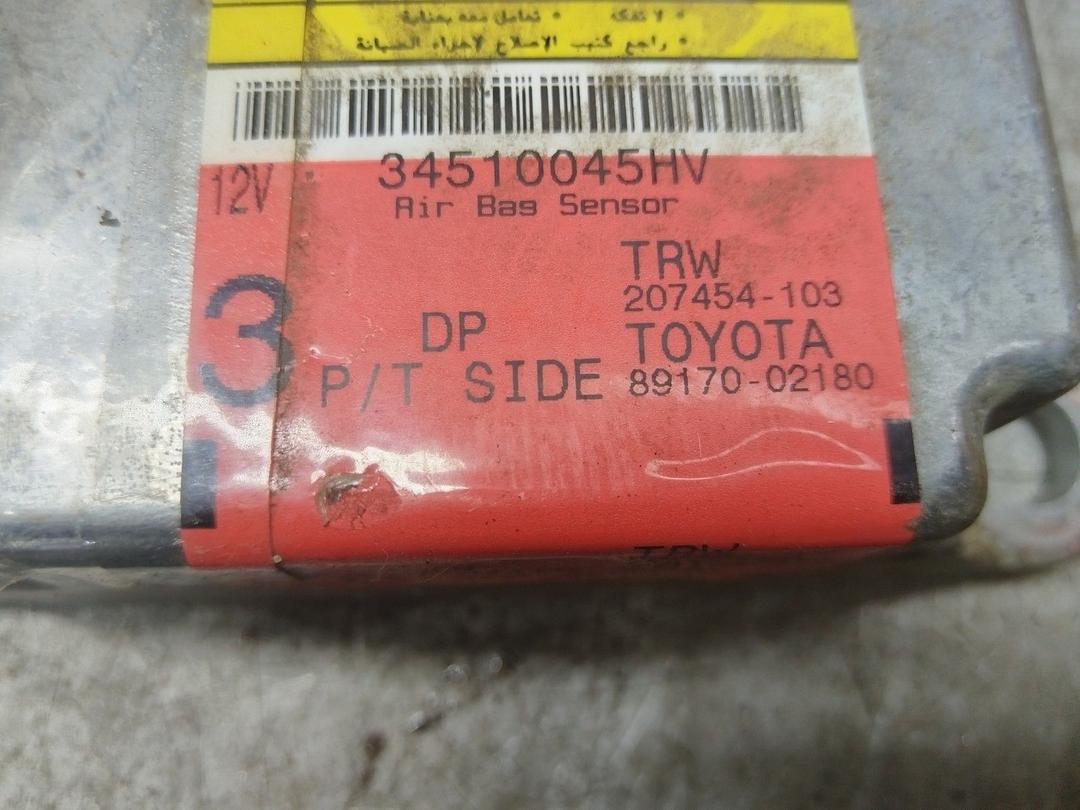 • لا تفكه • تعامل معه بعناية
• راجع كتيب الإصلاح لإجراء الصيانة
34510045HV
12V
Air Bag Sensor
TRW
207454-103
3
DP
TOYOTA
P/T SIDE
89170-02180
TRW